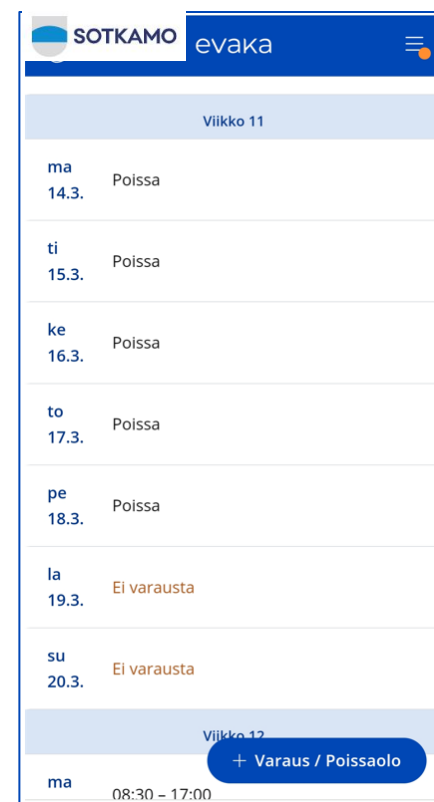 SOTKAMO evaka
Viikko 11
ma
14.3.
Poissa
ti
15.3.
Poissa
ke
16.3.
Poissa
to
17.3.
Poissa
pe
18.3.
Poissa
la
19.3.
Ei varausta
su
20.3.
Ei varausta
Viikko 12
+ Varaus / Poissaolo
ma
08:30 – 17:00